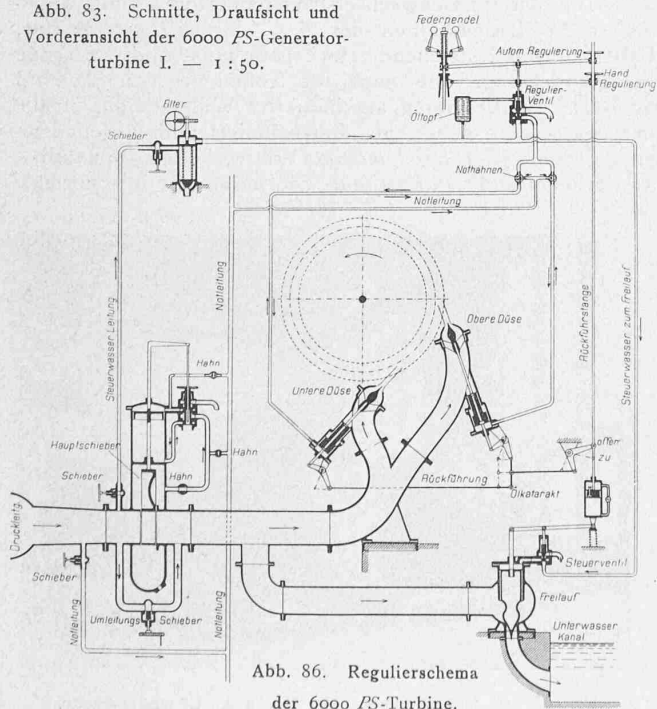 Abb. 83. Schnitte, Draufsicht und
Vorderansicht der 6000 PS-Generator-
turbine I. — 1 : 50.
Federpendel
Autom Regulierung
Hand
Regulierung
Regulier-
Ventil
Öltopf
Filter
Schieber
Nothahnen
Notleitung
Steuerwasser Leitung
Notleitung
Obere Düse
Untere Düse
Rückführstange
Steuerwasser zum Freilauf
Hahn
Hauptschieber
Hahn
Hahn
Schieber
Rückführung
Ölkatarakt
offen
zu
Druckleitg.
Schieber
Notleitung
Umleitungs Schieber
Notleitung
Steuerventil
Freilauf
Unterwasser
Kanal
Abb. 86. Regulierschema
der 6000 PS-Turbine.